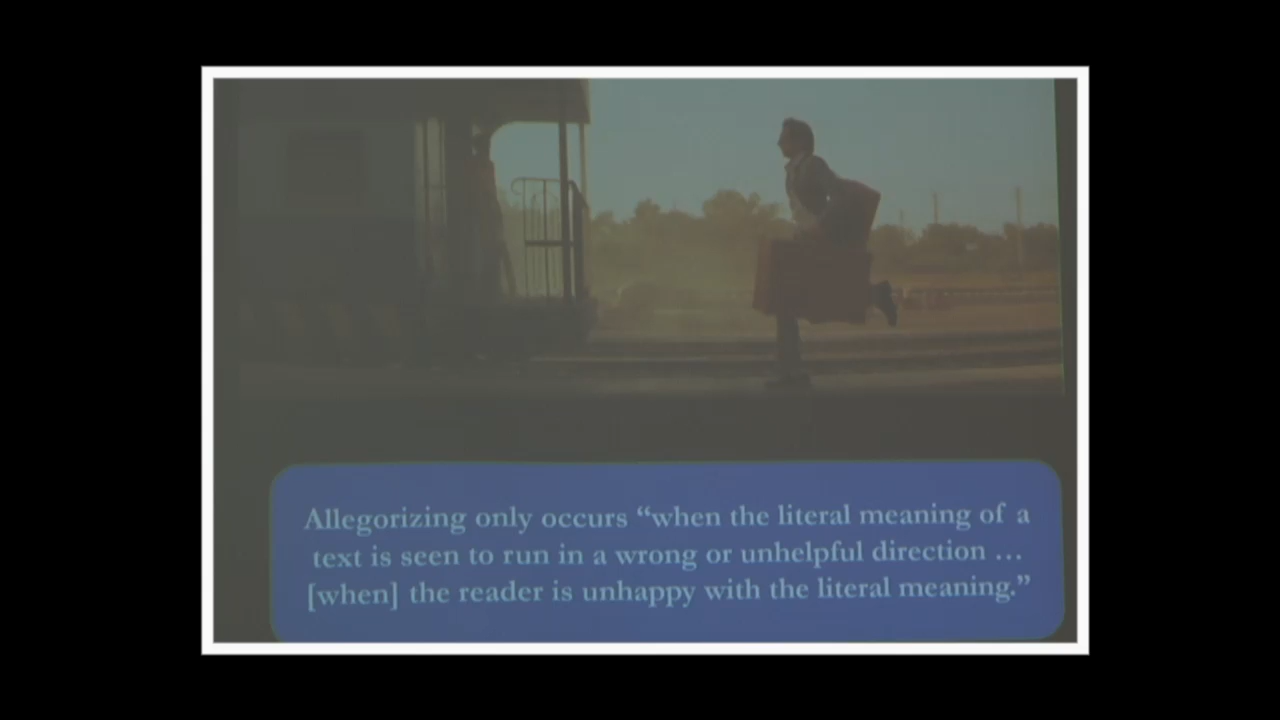 Allegorizing only occurs “when the literal meaning of a
text is seen to run in a wrong or unhelpful direction …
[when] the reader is unhappy with the literal meaning.”